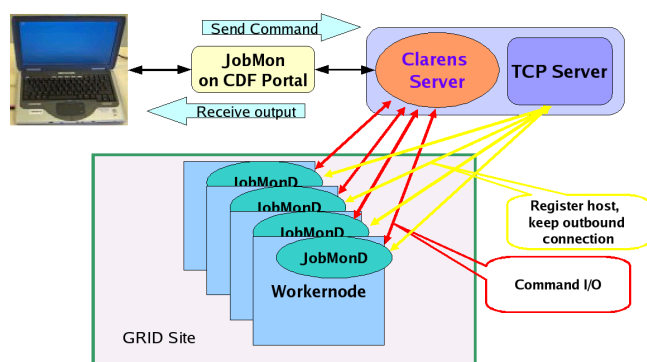 Send Command
JobMon
on CDF Portal
Receive output
Clarens
Server
TCP Server
JobMonD
JobMonD
JobMonD
JobMonD
Workernode
GRID Site
Register host,
keep outbound
connection
Command I/O